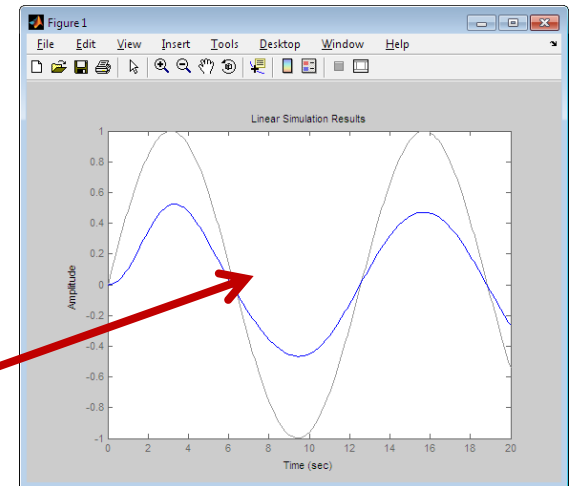 Figure 1
File Edit View Insert Tools Desktop Window Help
Linear Simulation Results
1
0.8
0.6
0.4
0.2
0
-0.2
-0.4
-0.6
-0.8
-1
Amplitude
0 2 4 6 8 10 12 14 16 18 20
Time (sec)